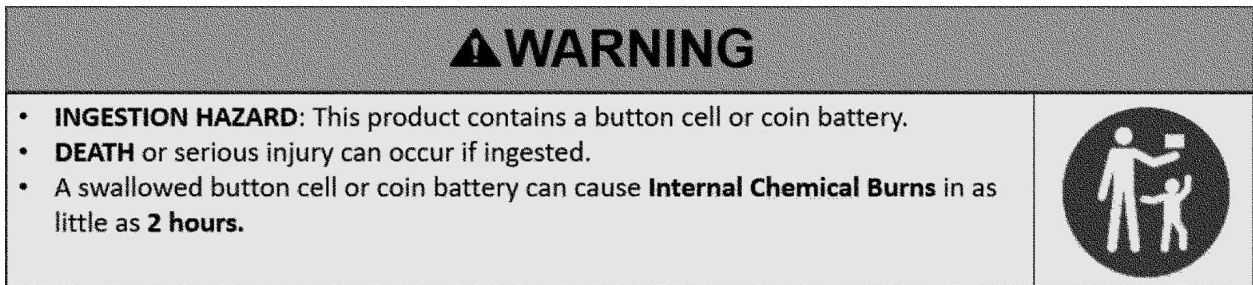 ⚠WARNING
• INGESTION HAZARD: This product contains a button cell or coin battery.
• DEATH or serious injury can occur if ingested.
• A swallowed button cell or coin battery can cause Internal Chemical Burns in as
little as 2 hours.